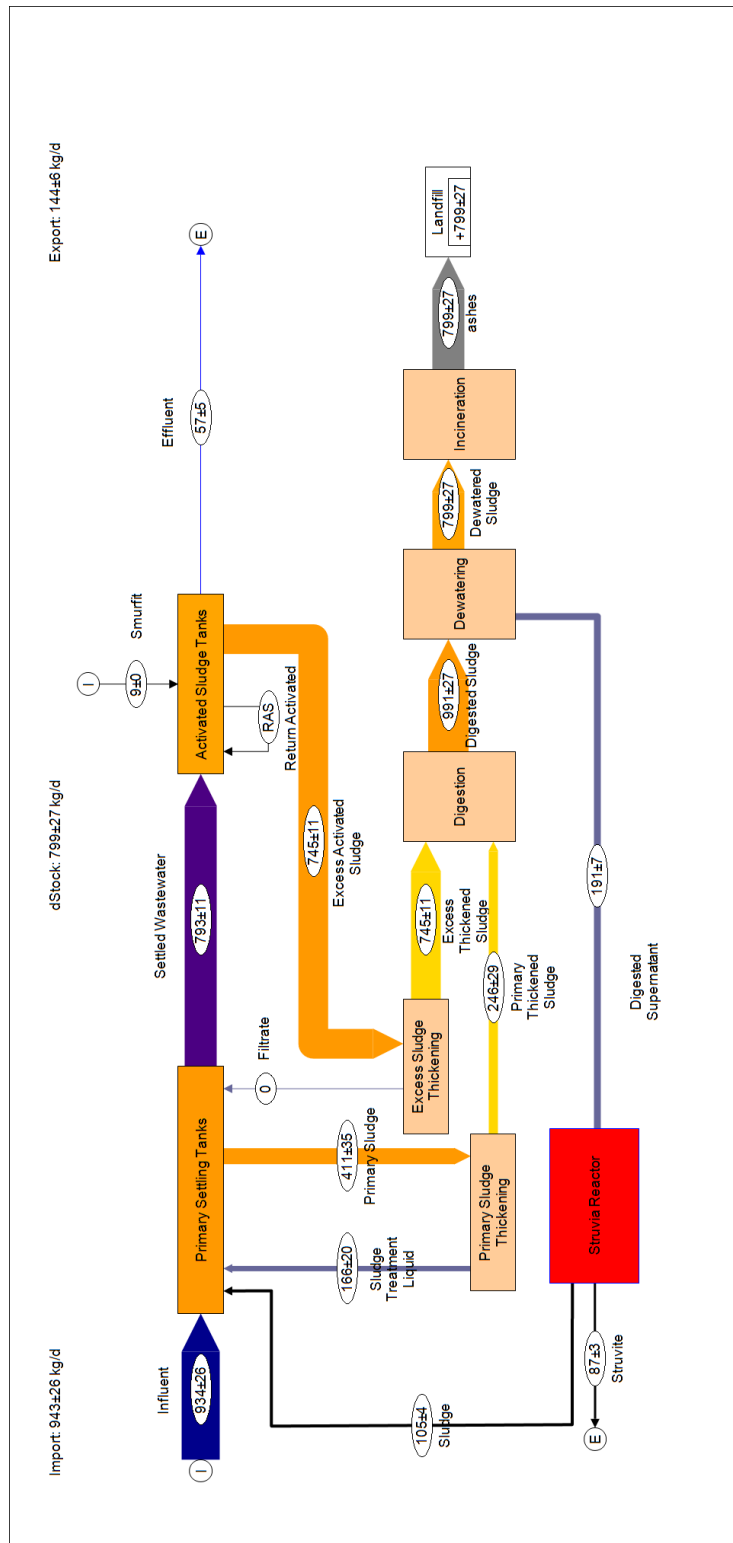 Import: 943±26 kg/d
dStock: 799±27 kg/d
Export: 144±6 kg/d
I
9±0
Smurfit
Influent
I
934±26
Primary Settling Tanks
Settled Wastewater
793±11
Activated Sludge Tanks
Effluent
57±5
E
RAS
Return Activated
745±11
Excess Activated
Sludge
0
Filtrate
411±35
Primary Sludge
166±20
Sludge
Treatment
Liquid
105±4
Sludge
Excess Sludge
Thickening
745±11
Excess
Thickened
Sludge
Primary Sludge
Thickening
246±29
Primary
Thickened
Sludge
Digestion
991±27
Digested Sludge
Dewatering
799±27
Dewatered
Sludge
Incineration
799±27
ashes
Landfill
+799±27
191±7
Digested
Supernatant
Struvia Reactor
87±3
Struvite
E